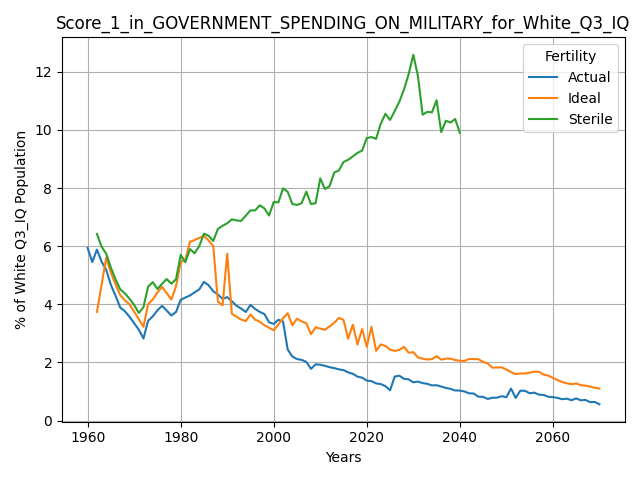 Score_1_in_GOVERNMENT_SPENDING_ON_MILITARY_for_White_Q3_IQ
% of White Q3_IQ Population
12
10
8
6
4
2
0
Fertility
Actual
Ideal
Sterile
1960
1980
2000
2020
2040
2060
Years